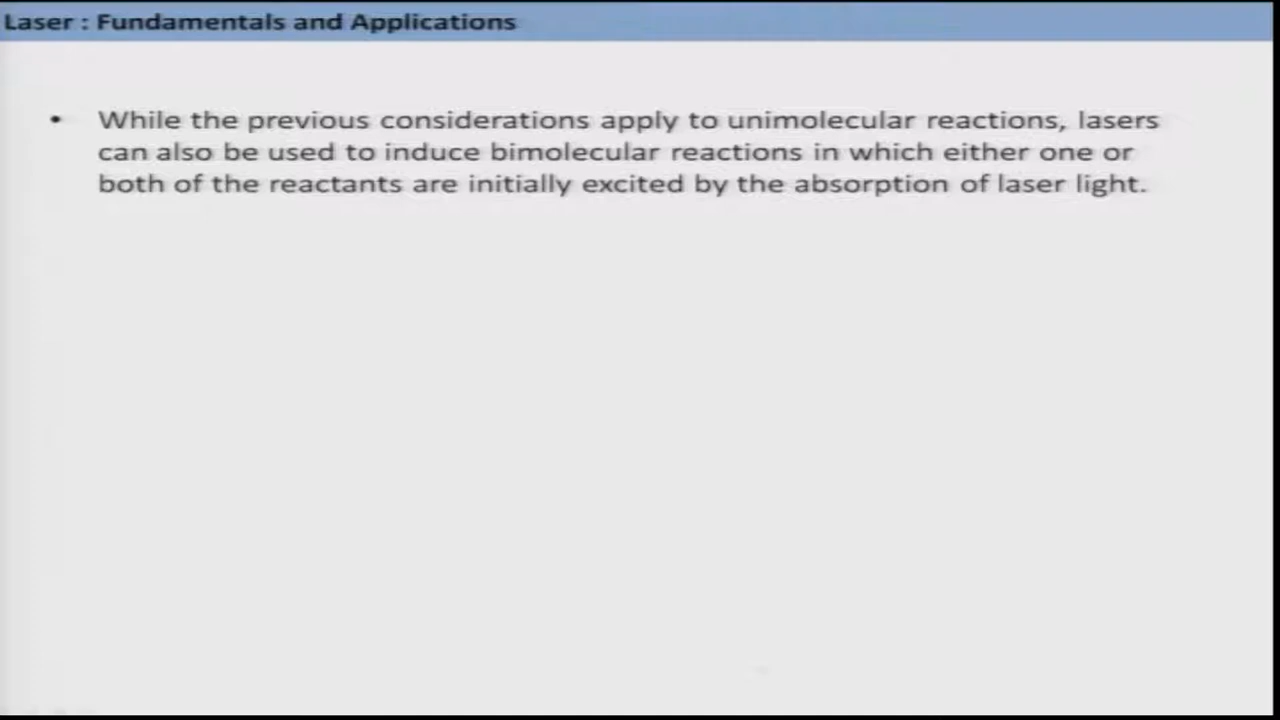 Laser : Fundamentals and Applications
• While the previous considerations apply to unimolecular reactions, lasers
can also be used to induce bimolecular reactions in which either one or
both of the reactants are initially excited by the absorption of laser light.